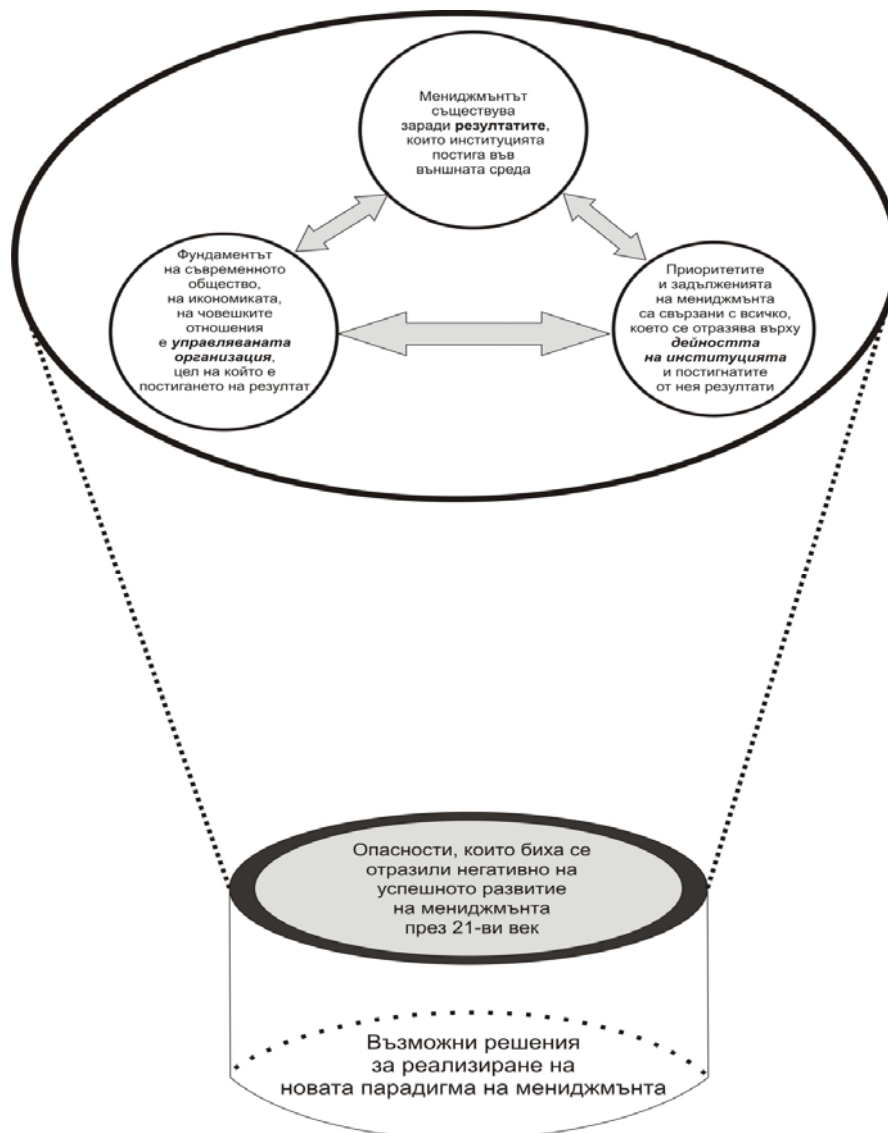 Мениджмънтът
съществува
заради резултатите,
които институцията
постига във
външната среда
Фундаментът
на съвременното
общество,
на икономиката,
на човешките
отношения
е управляваната
организация,
цел на който е
постигането на резултат
Приоритетите
и задълженията
на мениджмънта
са свързани с всичко,
което се отразява върху
дейността
на институцията
и постигнатите
от нея резултати
Опасности, които биха се
отразили негативно на
успешното развитие
на мениджмънта
през 21-ви век
Възможни решения
за реализиране на
новата парадигма на мениджмънта